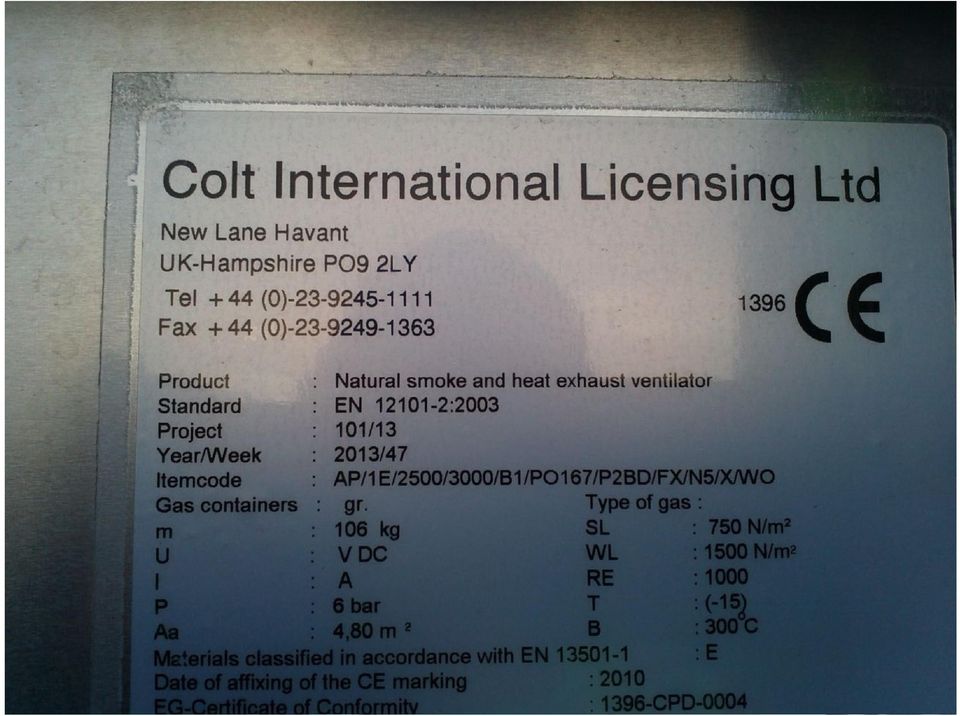 Colt International Licensing Ltd
New Lane Havant
UK-Hampshire PO9 2LY
Tel +44 (0)-23-9245-1111
Fax +44 (0)-23-9249-1363
1396 CE
Product : Natural smoke and heat exhaust ventilator
Standard : EN 12101-2:2003
Project : 101/13
Year/Week : 2013/47
Itemcode : AP/1E/2500/3000/B1/PO167/P2BD/FX/N5/X/WO
Gas containers : gr. Type of gas :
m : 106 kg SL : 750 N/m²
U : V DC WL : 1500 N/m²
I : A RE : 1000
P : 6 bar T : (-15)
Aa : 4,80 m ² B : 300°C
Materials classified in accordance with EN 13501-1 : E
Date of affixing of the CE marking : 2010
EG-Certificate of Conformity : 1396-CPD-0004